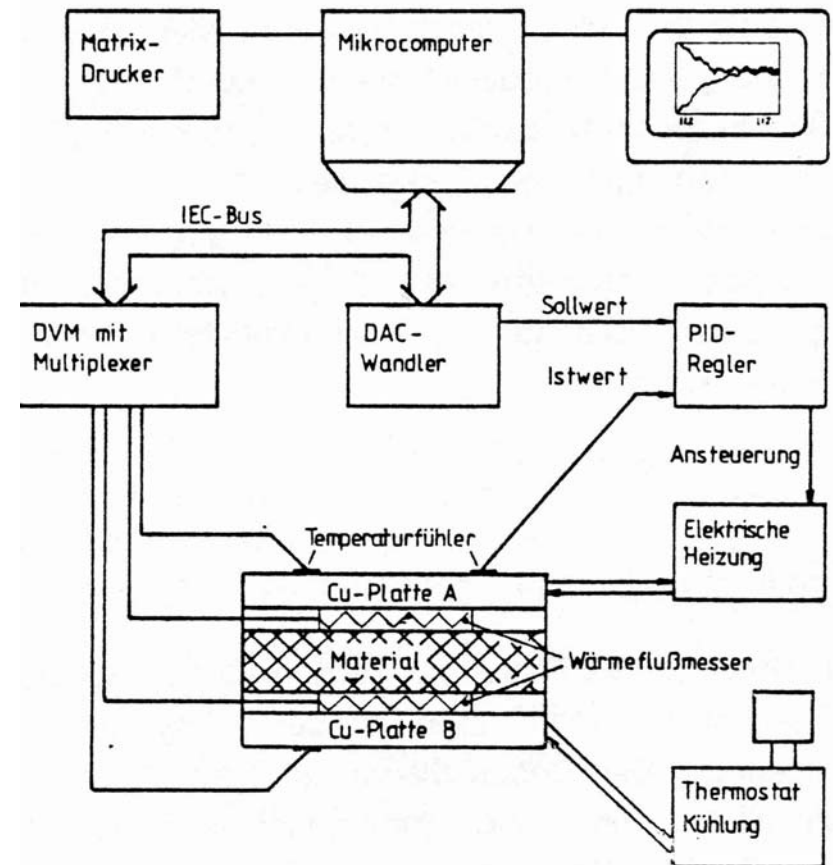 Matrix-
Drucker
Mikrocomputer
IEC-Bus
DVM mit
Multiplexer
DAC-
Wandler
Sollwert
Istwert
PID-
Regler
Ansteuerung
Elektrische
Heizung
Temperaturfühler
Cu-Platte A
Material
Wärmeflußmesser
Cu-Platte B
Thermostat
Kühlung